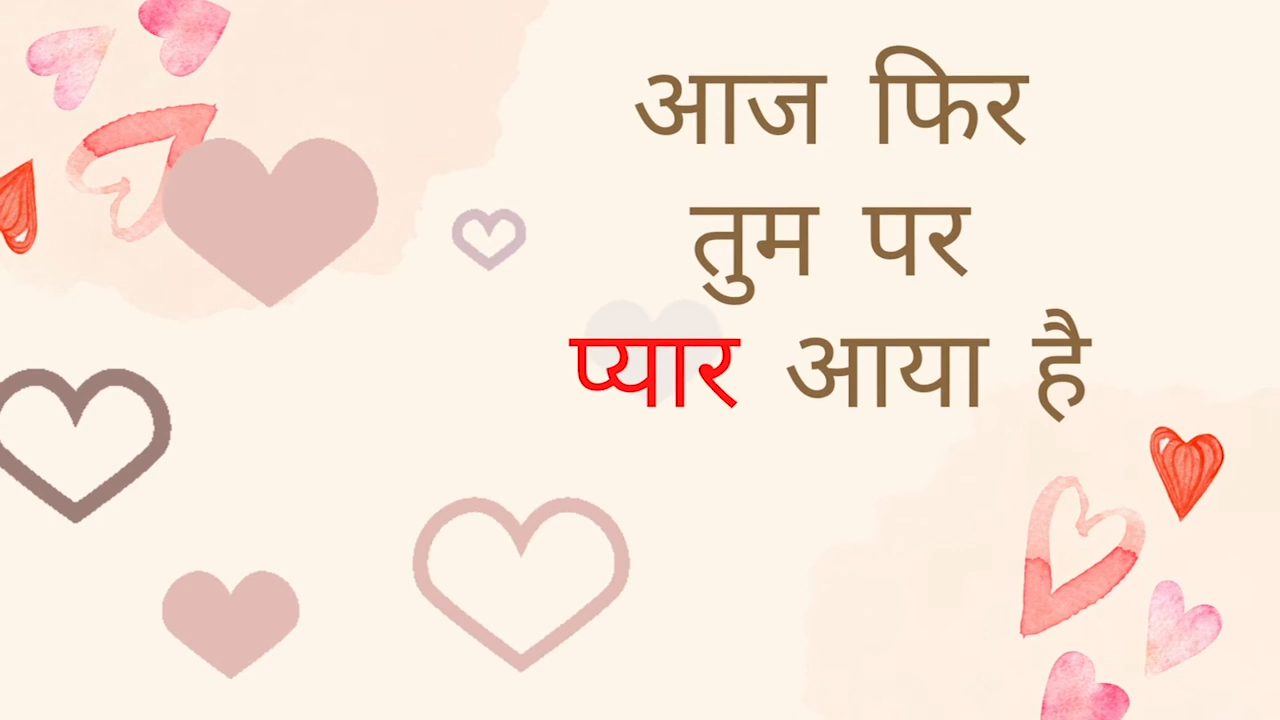 आज फिर
तुम पर
प्यार आया है